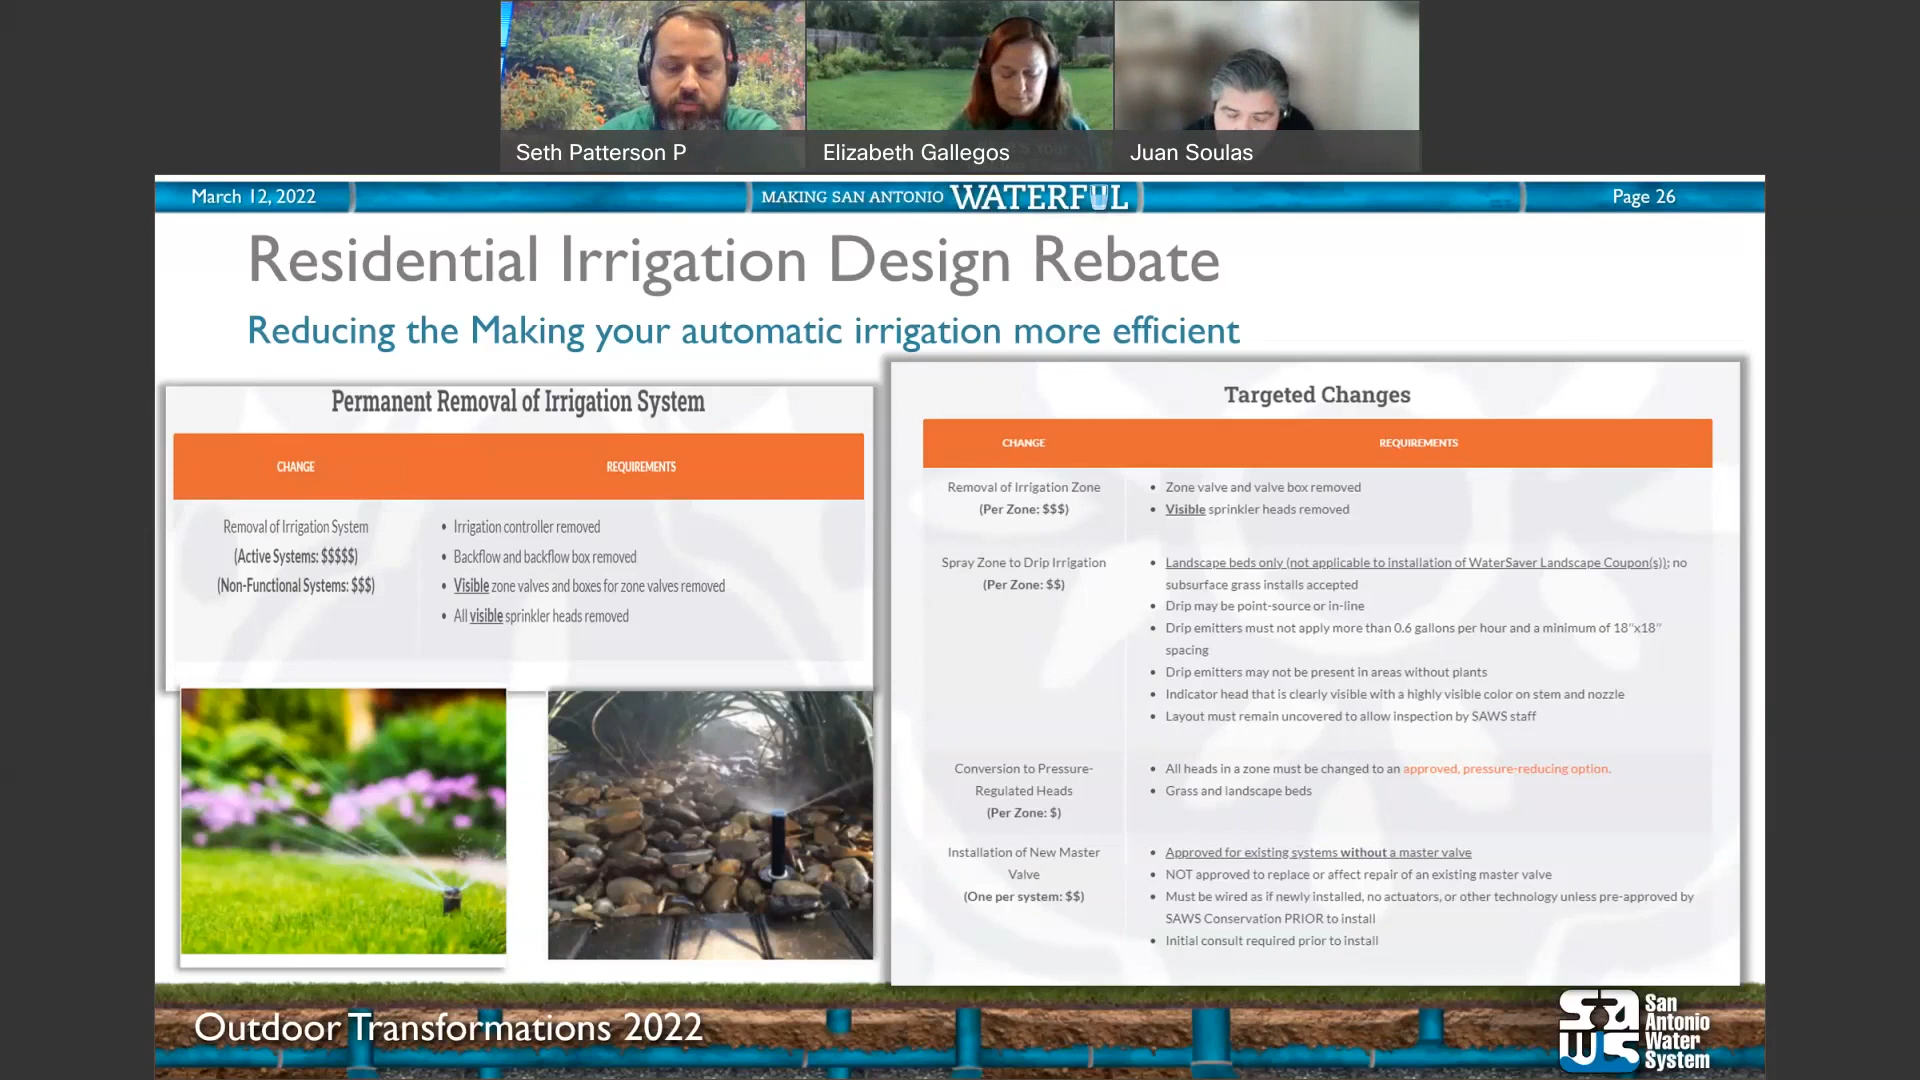 Seth Patterson P
Elizabeth Gallegos
Juan Soulas
March 12, 2022
MAKING SAN ANTONIO WATERFUL
Page 26
Residential Irrigation Design Rebate
Reducing the Making your automatic irrigation more efficient
Permanent Removal of Irrigation System
CHANGE
REQUIREMENTS
Removal of Irrigation System
(Active Systems: $$$$$)
(Non-Functional Systems: $$$)
• Irrigation controller removed
• Backflow and backflow box removed
• Visible zone valves and boxes for zone valves removed
• All visible sprinkler heads removed
Targeted Changes
CHANGE
REQUIREMENTS
Removal of Irrigation Zone
(Per Zone: $$$)
• Zone valve and valve box removed
• Visible sprinkler heads removed
Spray Zone to Drip Irrigation
(Per Zone: $$)
• Landscape beds only (not applicable to installation of WaterSaver Landscape Coupon(s)); no
subsurface grass installs accepted
• Drip may be point-source or in-line
• Drip emitters must not apply more than 0.6 gallons per hour and a minimum of 18"x18"
spacing
• Drip emitters may not be present in areas without plants
• Indicator head that is clearly visible with a highly visible color on stem and nozzle
• Layout must remain uncovered to allow inspection by SAWS staff
Conversion to Pressure-
Regulated Heads
(Per Zone: $)
• All heads in a zone must be changed to an approved, pressure-reducing option.
• Grass and landscape beds
Installation of New Master
Valve
(One per system: $$)
• Approved for existing systems without a master valve
• NOT approved to replace or affect repair of an existing master valve
• Must be wired as if newly installed, no actuators, or other technology unless pre-approved by
SAWS Conservation PRIOR to install
• Initial consult required prior to install
Outdoor Transformations 2022
saws
San
Antonio
Water
System